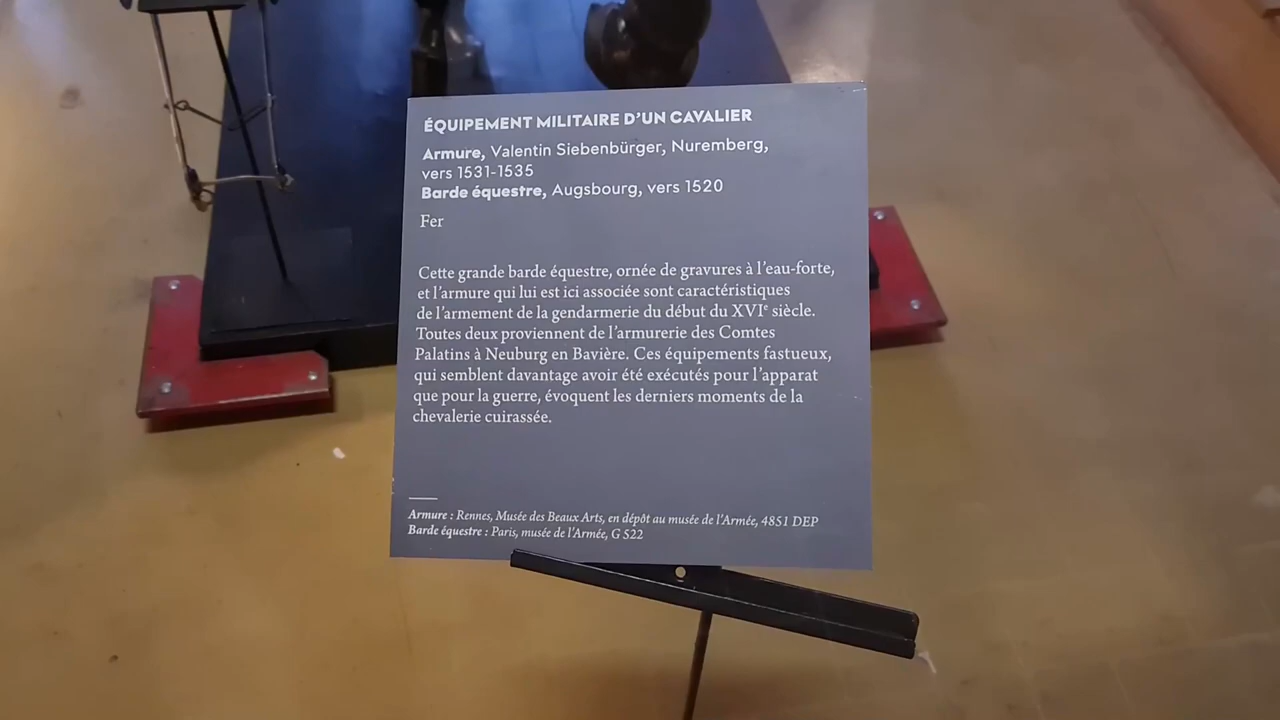 ÉQUIPEMENT MILITAIRE D'UN CAVALIER
Armure, Valentin Siebenbürger, Nuremberg,
vers 1531-1535
Barde équestre, Augsbourg, vers 1520
Fer
Cette grande barde équestre, ornée de gravures à l'eau-forte,
et l'armure qui lui est ici associée sont caractéristiques
de l'armement de la gendarmerie du début du XVIe siècle.
Toutes deux proviennent de l'armurerie des Comtes
Palatins à Neuburg en Bavière. Ces équipements fastueux,
qui semblent davantage avoir été exécutés pour l'apparat
que pour la guerre, évoquent les derniers moments de la
chevalerie cuirassée.
Armure : Rennes, Musée des Beaux Arts, en dépôt au musée de l'Armée, 4851 DEP
Barde équestre : Paris, musée de l'Armée, G 522